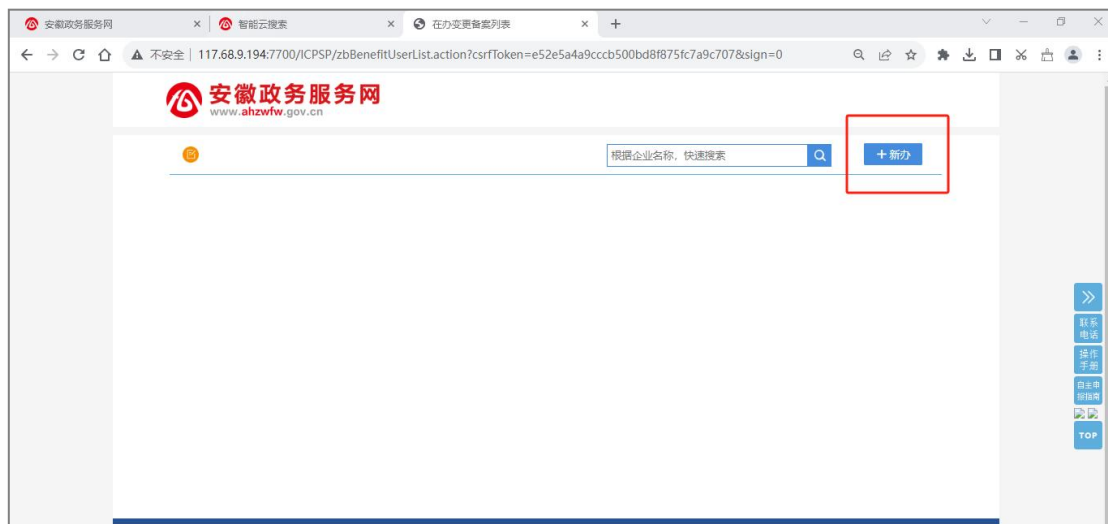 安徽政务服务网
智能云搜索
在办变更备案列表
不安全 | 117.68.9.194:7700/ICPSP/zbBenefitUserList.action?csrfToken=e52e5a4a9cccb500bd8f875fc7a9c707&sign=0
安徽政务服务网
www.ahzwfw.gov.cn
根据企业名称，快速搜索
+新办
联系
电话
操作
手册
自主申
报指南
TOP